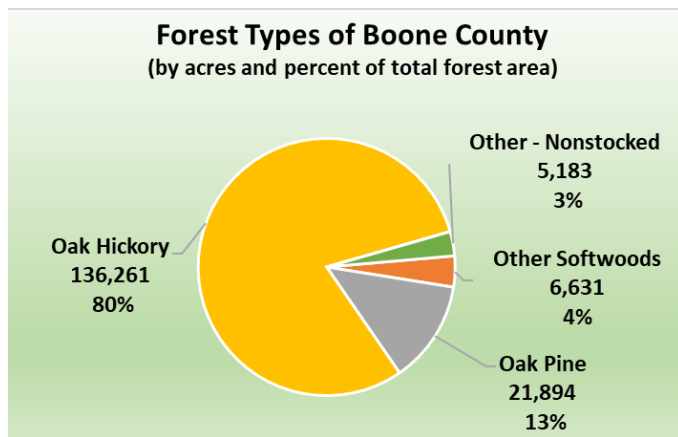 Forest Types of Boone County
(by acres and percent of total forest area)
Other - Nonstocked
5,183
3%
Oak Hickory
136,261
80%
Other Softwoods
6,631
4%
Oak Pine
21,894
13%